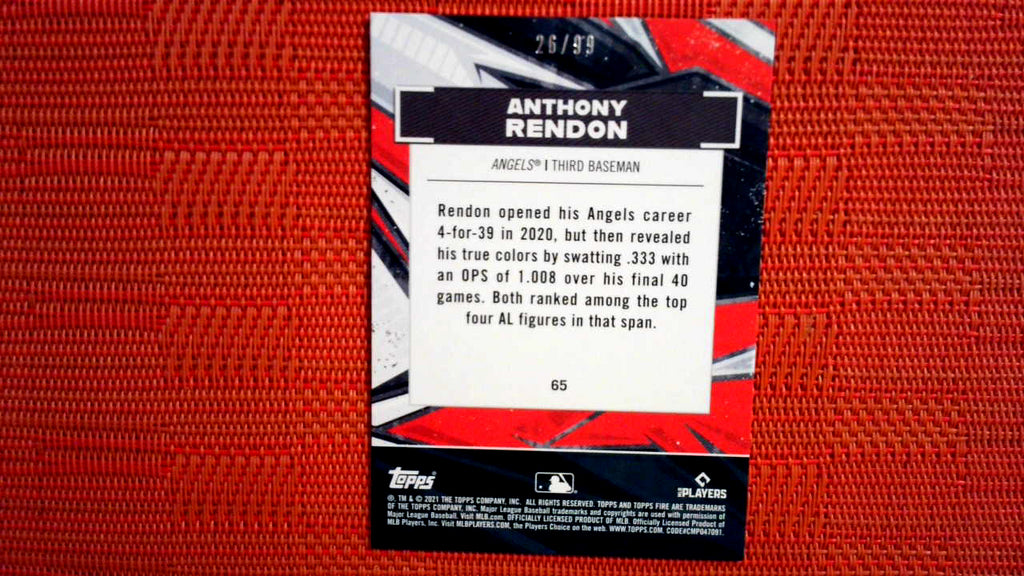 26/99
ANTHONY
RENDON
ANGELS® | THIRD BASEMAN
Rendon opened his Angels career
4-for-39 in 2020, but then revealed
his true colors by swatting .333 with
an OPS of 1.008 over his final 40
games. Both ranked among the top
four AL figures in that span.
65
Topps®
MLB PLAYERS
®, TM & © 2021 THE TOPPS COMPANY, INC. ALL RIGHTS RESERVED. TOPPS AND TOPPS FIRE ARE TRADEMARKS
OF THE TOPPS COMPANY, INC. Major League Baseball trademarks and copyrights are used with permission of
Major League Baseball. Visit MLB.com. OFFICIALLY LICENSED PRODUCT OF MLB. Officially Licensed Product of
MLB Players, Inc. Visit MLBPLAYERS.COM, the Players Choice on the web. WWW.TOPPS.COM. CODE#CMP047091.